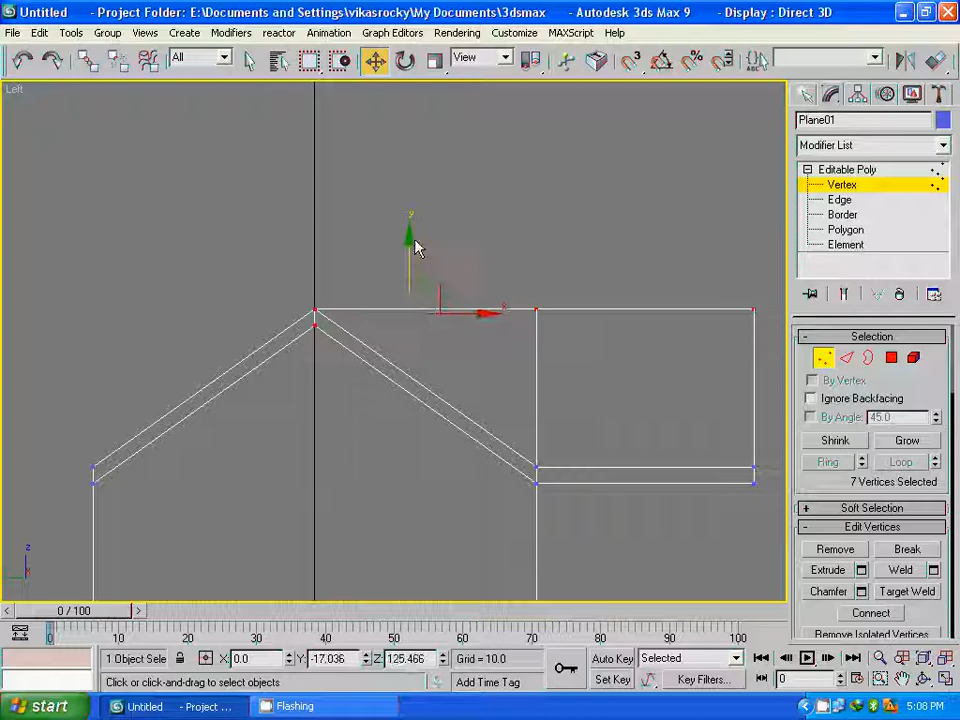 Untitled - Project Folder: E:\Documents and Settings\vikasrocky\My Documents\3dsmax - Autodesk 3ds Max 9 - Display : Direct 3D
File Edit Tools Group Views Create Modifiers reactor Animation Graph Editors Rendering Customize MAXScript Help
All View 3 ABC
Left
y
x
z
x
Plane01
Modifier List
Editable Poly
Vertex
Edge
Border
Polygon
Element
- Selection
By Vertex
Ignore Backfacing
By Angle: 45.0
Shrink Grow
Ring Loop
7 Vertices Selected
+ Soft Selection
- Edit Vertices
Remove Break
Extrude Weld
Chamfer Target Weld
Connect
Remove Isolated Vertices
< 0 / 100 >
0 10 20 30 40 50 60 70 80 90 100
1 Object Sele X: 0.0 Y: -17.036 Z: 125.466 Grid = 10.0
Click or click-and-drag to select objects Add Time Tag
Auto Key Selected
Set Key Key Filters... 0
start Untitled - Project ... Flashing 5:08 PM